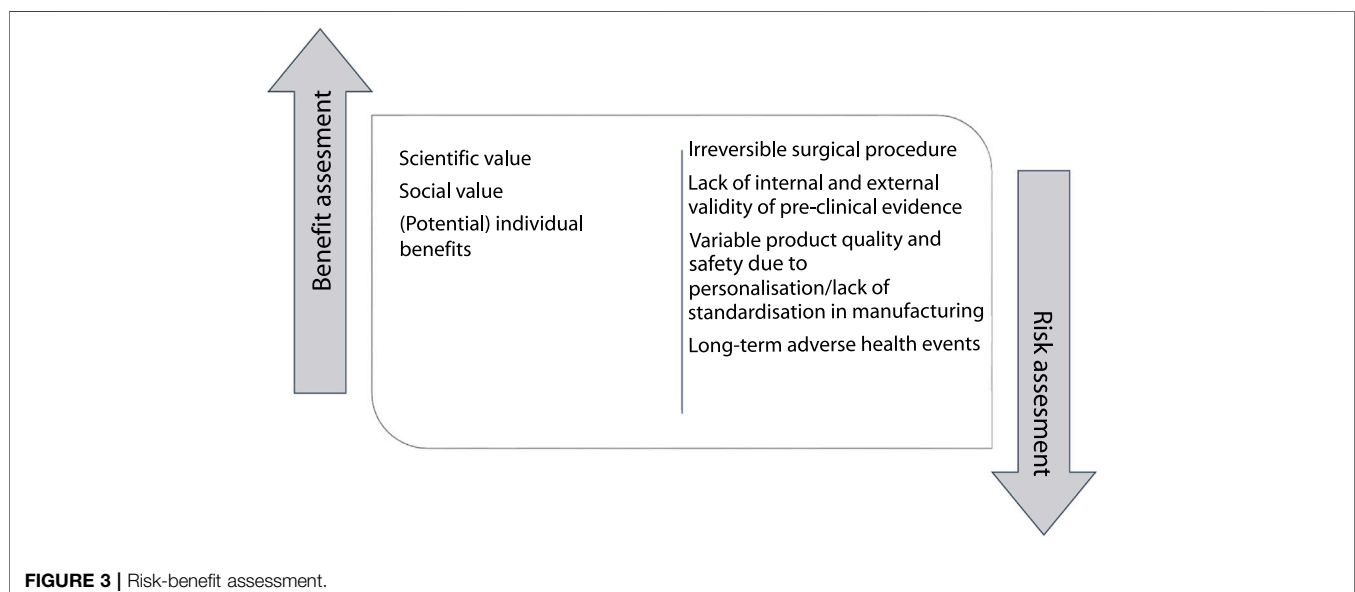 Benefit assessment
Scientific value
Social value
(Potential) individual
benefits
Irreversible surgical procedure
Lack of internal and external
validity of pre-clinical evidence
Variable product quality and
safety due to
personalisation/lack of
standardisation in manufacturing
Long-term adverse health events
Risk assesment
FIGURE 3 | Risk-benefit assessment.